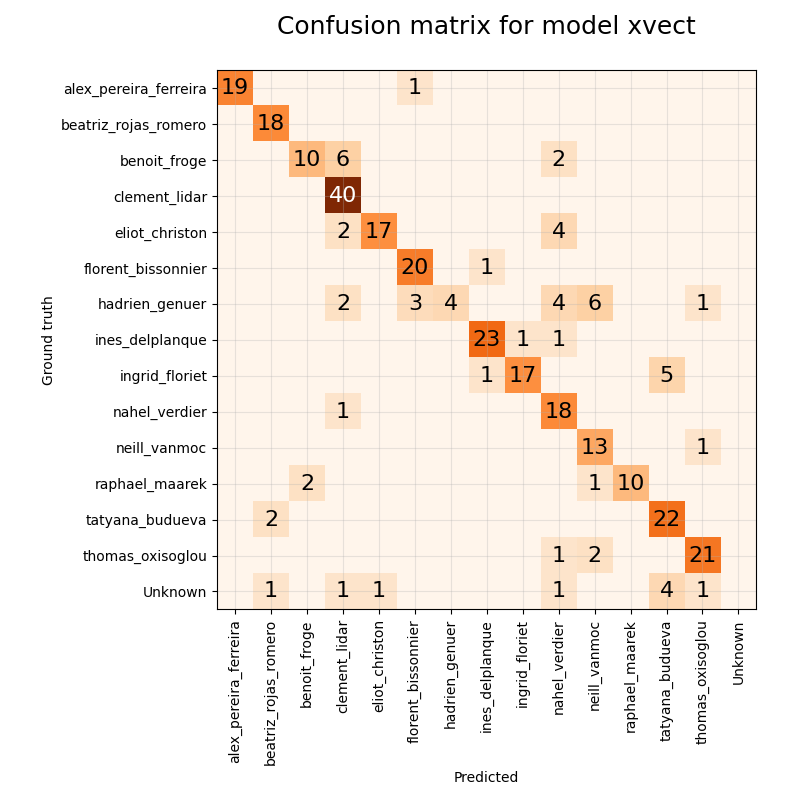 Confusion matrix for model xvect
alex_pereira_ferreira 19 1
beatriz_rojas_romero 18
benoit_froge 10 6 2
clement_lidar 40
eliot_christon 2 17 4
florent_bissonnier 20 1
hadrien_genuer 2 3 4 4 6 1
ines_delplanque 23 1 1
ingrid_floriet 1 17 5
nahel_verdier 1 18
neill_vanmoc 13 1
raphael_maarek 2 1 10
tatyana_budueva 2 22
thomas_oxisoglou 1 2 21
Unknown 1 1 1 1 4 1
Ground truth
alex_pereira_ferreira
beatriz_rojas_romero
benoit_froge
clement_lidar
eliot_christon
florent_bissonnier
hadrien_genuer
ines_delplanque
ingrid_floriet
nahel_verdier
neill_vanmoc
raphael_maarek
tatyana_budueva
thomas_oxisoglou
Unknown
Predicted